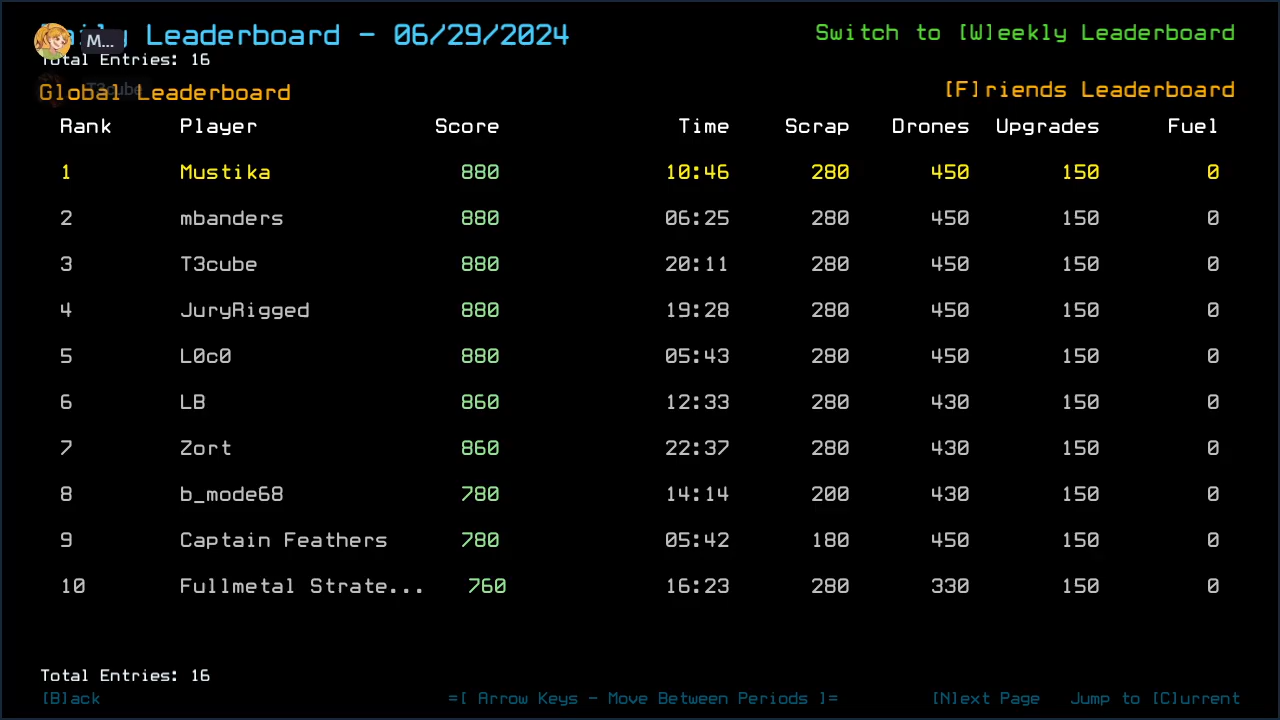 Daily Leaderboard - 06/29/2024
Switch to [W]eekly Leaderboard
M...
Total Entries: 16
T3cube
Global Leaderboard
[F]riends Leaderboard
Rank Player Score Time Scrap Drones Upgrades Fuel
1 Mustika 880 10:46 280 450 150 0
2 mbanders 880 06:25 280 450 150 0
3 T3cube 880 20:11 280 450 150 0
4 JuryRigged 880 19:28 280 450 150 0
5 L0c0 880 05:43 280 450 150 0
6 LB 860 12:33 280 430 150 0
7 Zort 860 22:37 280 430 150 0
8 b_mode68 780 14:14 200 430 150 0
9 Captain Feathers 780 05:42 180 450 150 0
10 Fullmetal Strate... 760 16:23 280 330 150 0
Total Entries: 16
[B]ack =[ Arrow Keys - Move Between Periods ]= [N]ext Page Jump to [C]urrent